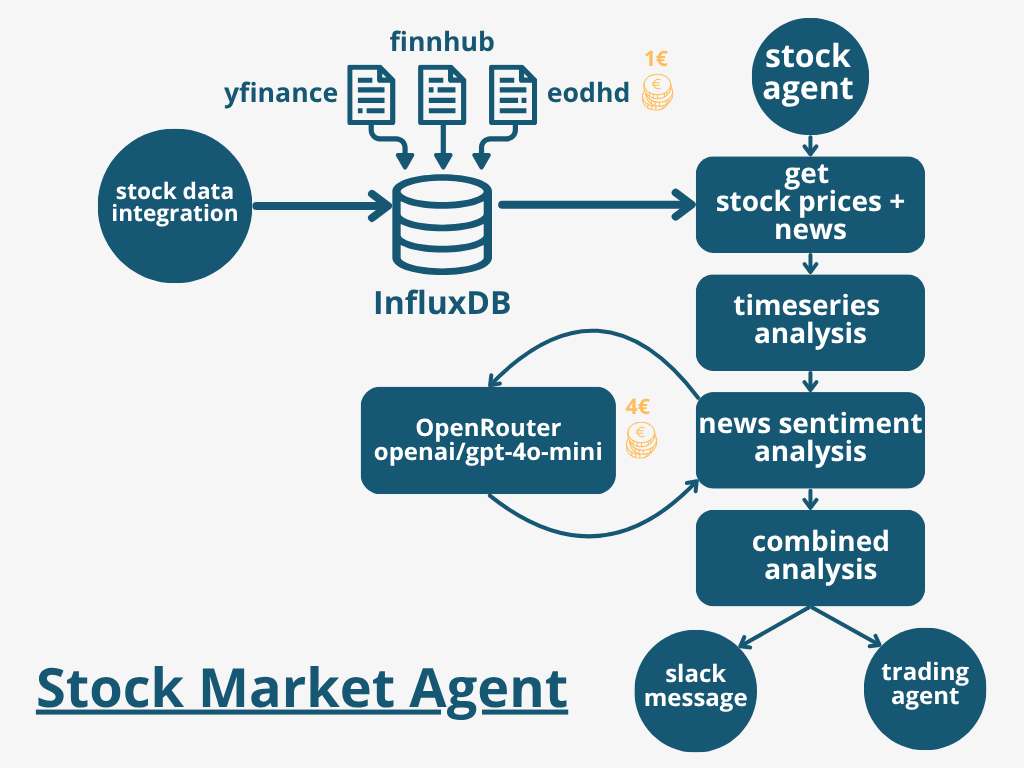 finnhub
yfinance
eodhd
1€
stock
agent
stock data
integration
get
stock prices +
news
InfluxDB
timeseries
analysis
OpenRouter
openai/gpt-4o-mini
4€
news sentiment
analysis
combined
analysis
Stock Market Agent
slack
message
trading
agent